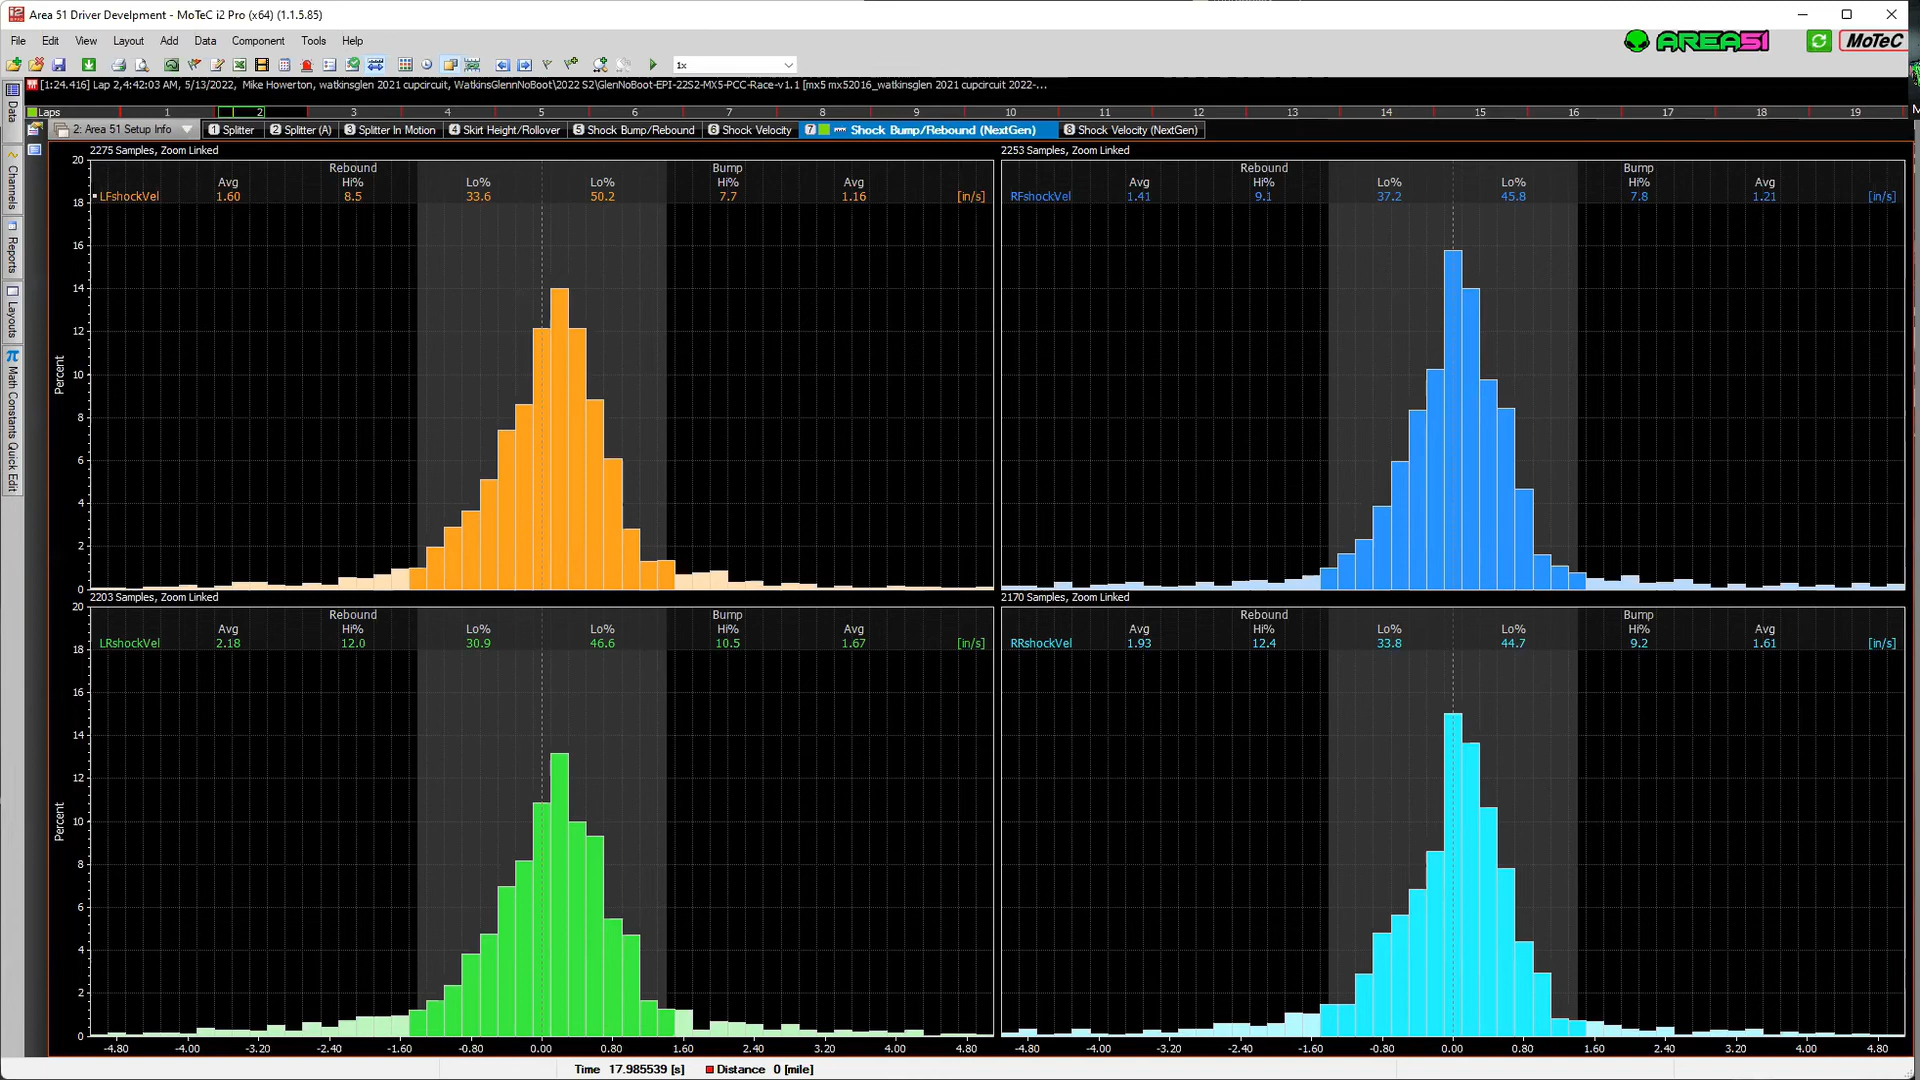 Area 51 Driver Develpment - MoTeC i2 Pro (x64) (1.1.5.85)
File Edit View Layout Add Data Component Tools Help
AREA51 MoTeC
1x
[1:24.416] Lap 2,4:42:03 AM, 5/13/2022, Mike Howerton, watkinsglen 2021 cupcircuit, WatkinsGlennNoBoot\2022 S2\GlenNoBoot-EPI-22S2-MX5-PCC-Race-v1.1 [mx5 mx52016_watkinsglen 2021 cupcircuit 2022-...
Laps 1 2 3 4 5 6 7 8 9 10 11 12 13 14 15 16 17 18 19
2: Area 51 Setup Info 1 Splitter 2 Splitter (A) 3 Splitter In Motion 4 Skirt Height/Rollover 5 Shock Bump/Rebound 6 Shock Velocity 7 Shock Bump/Rebound (NextGen) 8 Shock Velocity (NextGen)
Data
Channels
Reports
Layouts
Math Constants Quick Edit
2275 Samples, Zoom Linked
Rebound Bump
Avg Hi% Lo% Lo% Hi% Avg
LFshockVel 1.60 8.5 33.6 50.2 7.7 1.16 [in/s]
20
18
16
14
12
10
8
6
4
2
0
Percent
2253 Samples, Zoom Linked
Rebound Bump
Avg Hi% Lo% Lo% Hi% Avg
RFshockVel 1.41 9.1 37.2 45.8 7.8 1.21 [in/s]
2203 Samples, Zoom Linked
Rebound Bump
Avg Hi% Lo% Lo% Hi% Avg
LRshockVel 2.18 12.0 30.9 46.6 10.5 1.67 [in/s]
20
18
16
14
12
10
8
6
4
2
0
Percent
-4.80 -4.00 -3.20 -2.40 -1.60 -0.80 0.00 0.80 1.60 2.40 3.20 4.00 4.80
2170 Samples, Zoom Linked
Rebound Bump
Avg Hi% Lo% Lo% Hi% Avg
RRshockVel 1.93 12.4 33.8 44.7 9.2 1.61 [in/s]
-4.80 -4.00 -3.20 -2.40 -1.60 -0.80 0.00 0.80 1.60 2.40 3.20 4.00 4.80
Time 17.985539 [s] Distance 0 [mile]